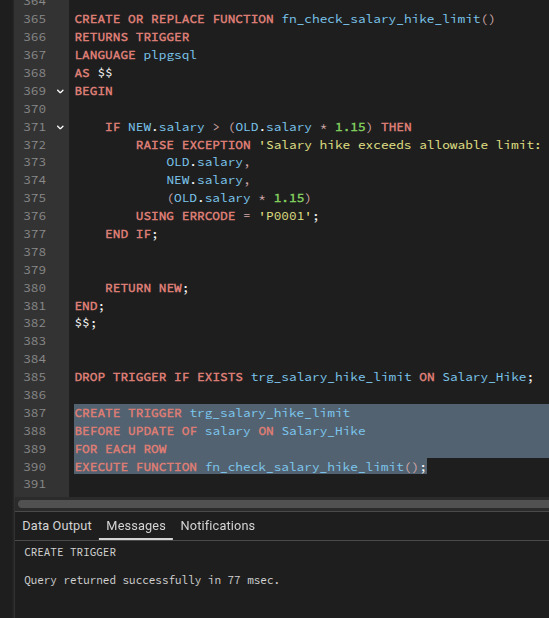 364
365 CREATE OR REPLACE FUNCTION fn_check_salary_hike_limit()
366 RETURNS TRIGGER
367 LANGUAGE plpgsql
368 AS $$
369 BEGIN
370
371 IF NEW.salary > (OLD.salary * 1.15) THEN
372 RAISE EXCEPTION 'Salary hike exceeds allowable limit:
373 OLD.salary,
374 NEW.salary,
375 (OLD.salary * 1.15)
376 USING ERRCODE = 'P0001';
377 END IF;
378
379
380 RETURN NEW;
381 END;
382 $$;
383
384
385 DROP TRIGGER IF EXISTS trg_salary_hike_limit ON Salary_Hike;
386
387 CREATE TRIGGER trg_salary_hike_limit
388 BEFORE UPDATE OF salary ON Salary_Hike
389 FOR EACH ROW
390 EXECUTE FUNCTION fn_check_salary_hike_limit();
391
Data Output Messages Notifications
CREATE TRIGGER
Query returned successfully in 77 msec.